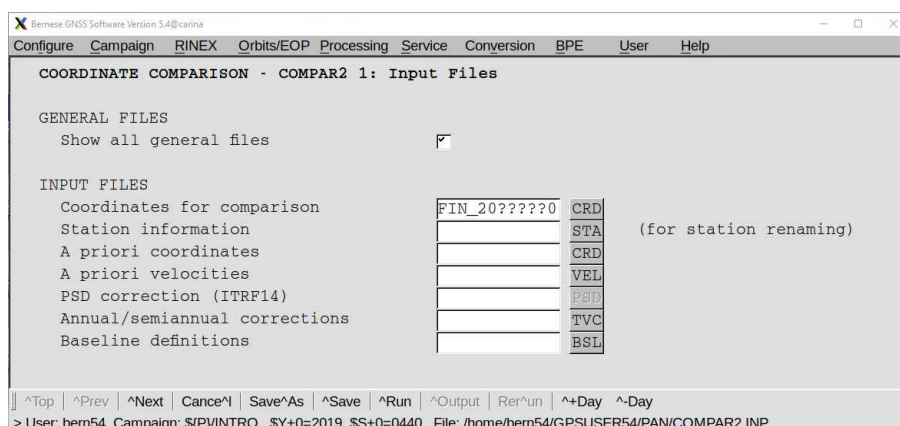 Bernese GNSS Software Version 5.4@carina
Configure Campaign RINEX Orbits/EOP Processing Service Conversion BPE User Help
COORDINATE COMPARISON - COMPAR2 1: Input Files
GENERAL FILES
Show all general files
INPUT FILES
Coordinates for comparison FIN_20?????0 CRD
Station information STA (for station renaming)
A priori coordinates CRD
A priori velocities VEL
PSD correction (ITRF14) PSD
Annual/semiannual corrections TVC
Baseline definitions BSL
^Top ^Prev ^Next Cance^l Save^As ^Save ^Run ^Output Rer^un ^+Day ^-Day
> User: bern54 Campaign: ${P}/INTRO $Y+0=2019 $S+0=0440 File: /home/bern54/GPSUSER54/PAN/COMPAR2.INP